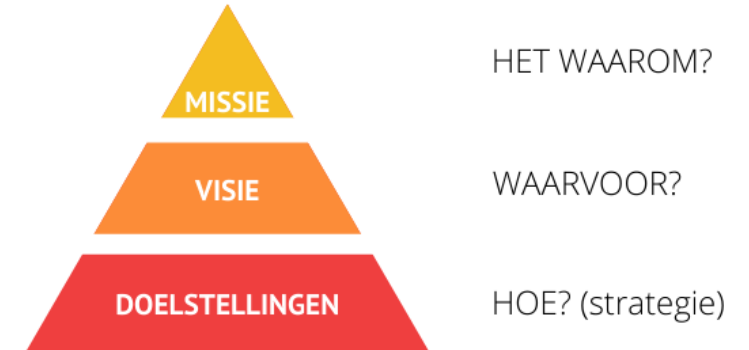 MISSIE
HET WAAROM?
VISIE
WAARVOOR?
DOELSTELLINGEN
HOE? (strategie)